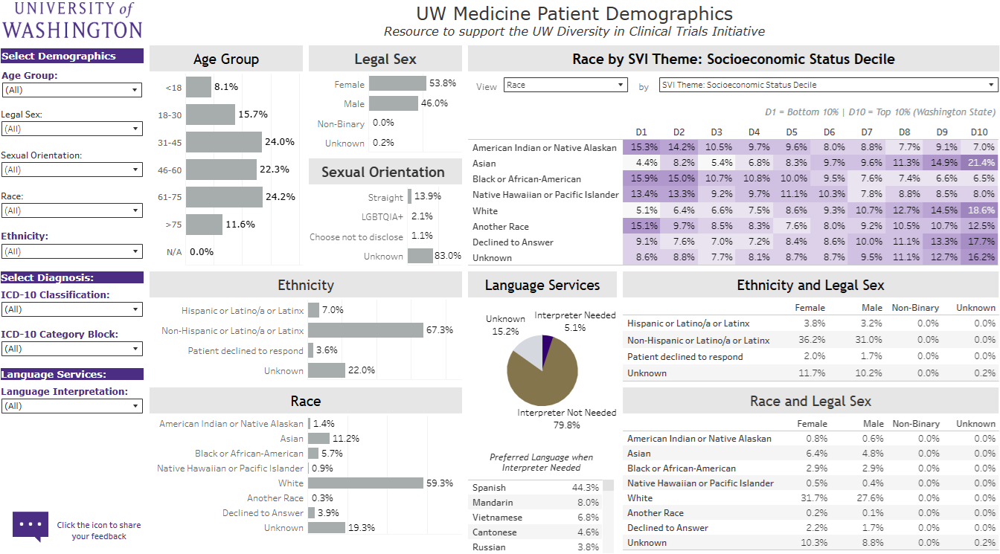 UNIVERSITY of
WASHINGTON
UW Medicine Patient Demographics
Resource to support the UW Diversity in Clinical Trials Initiative
Select Demographics
Age Group:
(All)
Legal Sex:
(All)
Sexual Orientation:
(All)
Race:
(All)
Ethnicity:
(All)
Select Diagnosis:
ICD-10 Classification:
(All)
ICD-10 Category Block:
(All)
Language Services:
Language Interpretation:
(All)
Click the icon to share
your feedback
Age Group
<18 8.1%
18-30 15.7%
31-45 24.0%
46-60 22.3%
61-75 24.2%
>75 11.6%
N/A 0.0%
Legal Sex
Female 53.8%
Male 46.0%
Non-Binary 0.0%
Unknown 0.2%
Sexual Orientation
Straight 13.9%
LGBTQIA+ 2.1%
Choose not to disclose 1.1%
Unknown 83.0%
Race by SVI Theme: Socioeconomic Status Decile
View Race by SVI Theme: Socioeconomic Status Decile
D1 = Bottom 10% | D10 = Top 10% (Washington State)
D1 D2 D3 D4 D5 D6 D7 D8 D9 D10
American Indian or Native Alaskan 15.3% 14.2% 10.5% 9.7% 9.6% 8.0% 8.8% 7.7% 9.1% 7.0%
Asian 4.4% 8.2% 5.4% 6.8% 8.3% 9.7% 9.6% 11.3% 14.9% 21.4%
Black or African-American 15.9% 15.0% 10.7% 10.8% 10.0% 9.5% 7.6% 7.4% 6.6% 6.5%
Native Hawaiian or Pacific Islander 13.4% 13.3% 9.2% 9.7% 11.1% 10.3% 7.8% 8.8% 8.5% 8.0%
White 5.1% 6.4% 6.6% 7.5% 8.6% 9.3% 10.7% 12.7% 14.5% 18.6%
Another Race 15.1% 9.7% 8.5% 8.3% 7.6% 8.0% 9.2% 10.5% 10.7% 12.5%
Declined to Answer 9.1% 7.6% 7.0% 7.2% 8.4% 8.6% 10.0% 11.1% 13.3% 17.7%
Unknown 8.6% 8.8% 7.7% 8.1% 8.7% 8.7% 9.5% 11.1% 12.7% 16.2%
Ethnicity
Hispanic or Latino/a or Latinx 7.0%
Non-Hispanic or Latino/a or Latinx 67.3%
Patient declined to respond 3.6%
Unknown 22.0%
Race
American Indian or Native Alaskan 1.4%
Asian 11.2%
Black or African-American 5.7%
Native Hawaiian or Pacific Islander 0.9%
White 59.3%
Another Race 0.3%
Declined to Answer 3.9%
Unknown 19.3%
Language Services
Interpreter Needed
5.1%
Unknown
15.2%
Interpreter Not Needed
79.8%
Preferred Language when
Interpreter Needed
Spanish 44.3%
Mandarin 8.0%
Vietnamese 6.8%
Cantonese 4.6%
Russian 3.8%
Ethnicity and Legal Sex
Female Male Non-Binary Unknown
Hispanic or Latino/a or Latinx 3.8% 3.2% 0.0% 0.0%
Non-Hispanic or Latino/a or Latinx 36.2% 31.0% 0.0% 0.0%
Patient declined to respond 2.0% 1.7% 0.0% 0.0%
Unknown 11.7% 10.2% 0.0% 0.2%
Race and Legal Sex
Female Male Non-Binary Unknown
American Indian or Native Alaskan 0.8% 0.6% 0.0% 0.0%
Asian 6.4% 4.8% 0.0% 0.0%
Black or African-American 2.9% 2.9% 0.0% 0.0%
Native Hawaiian or Pacific Islander 0.5% 0.4% 0.0% 0.0%
White 31.7% 27.6% 0.0% 0.0%
Another Race 0.2% 0.1% 0.0% 0.0%
Declined to Answer 2.2% 1.7% 0.0% 0.0%
Unknown 10.3% 8.8% 0.0% 0.2%